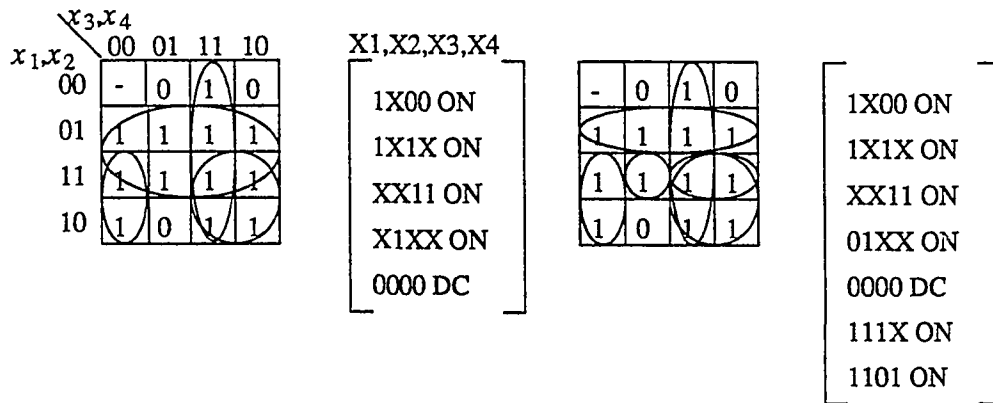 x3,x4
x1,x2
00 01 11 10
00 - 0 1 0
01 1 1 1 1
11 1 1 1 1
10 1 0 1 1
X1,X2,X3,X4
1X00 ON
1X1X ON
XX11 ON
X1XX ON
0000 DC
- 0 1 0
1 1 1 1
1 1 1 1
1 0 1 1
1X00 ON
1X1X ON
XX11 ON
01XX ON
0000 DC
111X ON
1101 ON